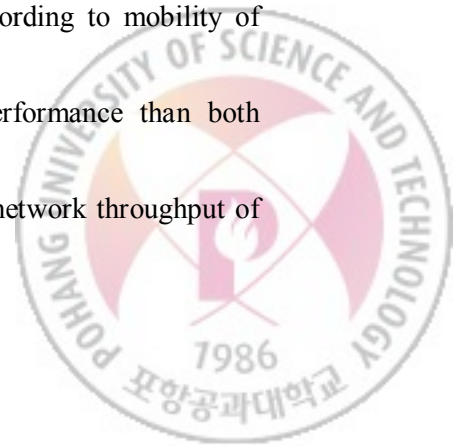 cording to mobility of
erformance than both
network throughput of
POHANG UNIVERSITY OF SCIENCE AND TECHNOLOGY
1986
포항공과대학교